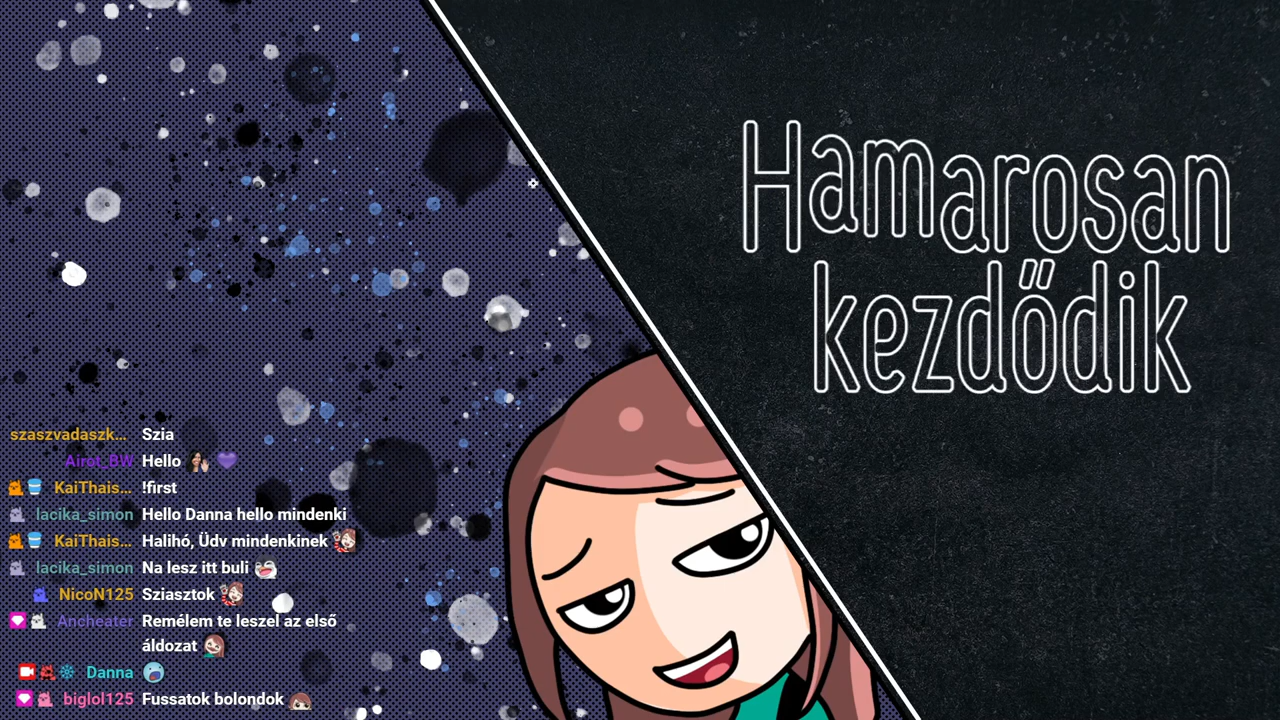 Hamarosan
kezdődik
szaszvadaszk... Szia
Airot_BW Hello
KaiThais... !first
lacika_simon Hello Danna hello mindenki
KaiThais... Halihó, Üdv mindenkinek
lacika_simon Na lesz itt buli
NicoN125 Sziasztok
Ancheater Remélem te leszel az első
áldozat
Danna
biglol125 Fussatok bolondok